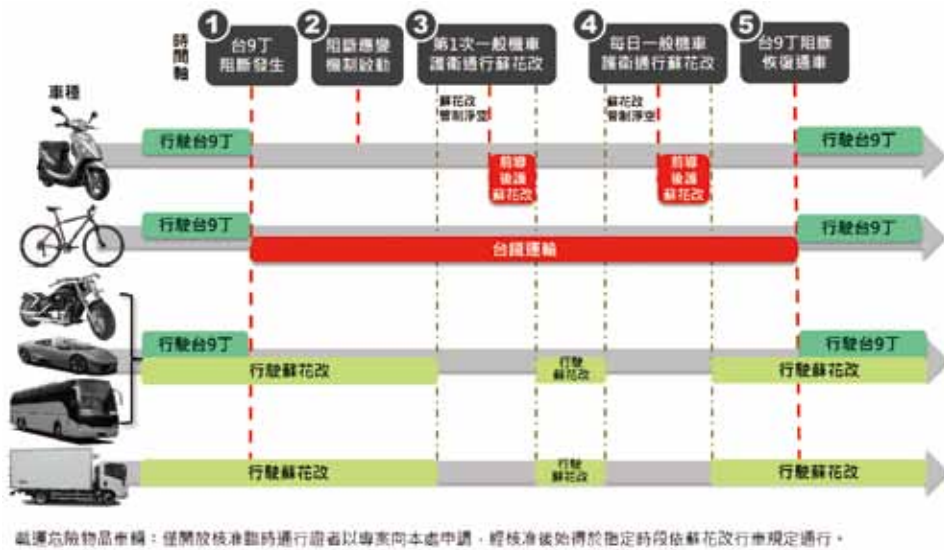 時間軸
1
台9丁
阻斷發生
2
阻斷應變
機制啟動
3
第1次一般機車
護衛通行蘇花改
4
每日一般機車
護衛通行蘇花改
5
台9丁阻斷
恢復通車
車種
蘇花改
管制淨空
蘇花改
管制淨空
行駛台9丁
行駛台9丁
前導
後護
蘇花改
前導
後護
蘇花改
行駛台9丁
行駛台9丁
台鐵運輸
行駛台9丁
行駛台9丁
行駛蘇花改
行駛
蘇花改
行駛蘇花改
行駛蘇花改
行駛
蘇花改
行駛蘇花改
載運危險物品車輛：僅開放核准臨時通行證者以專案向本處申請，經核准後始得於指定時段依蘇花改行車規定通行。